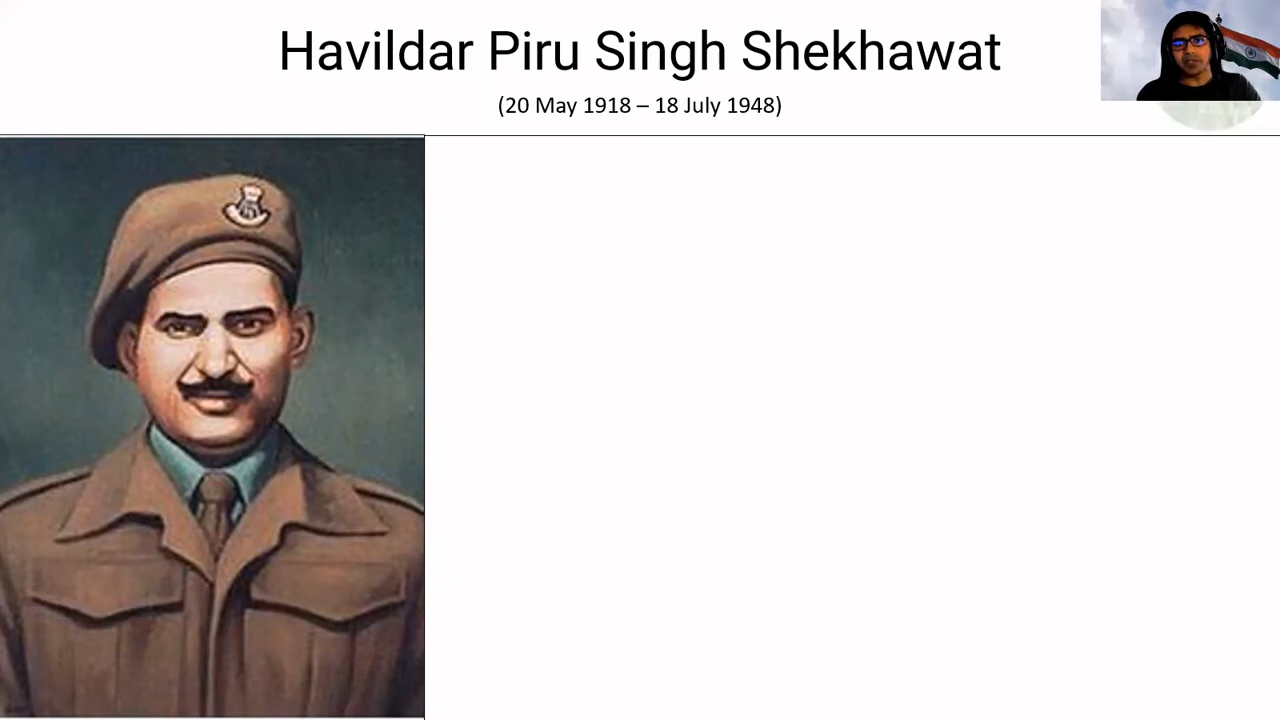 Havildar Piru Singh Shekhawat
(20 May 1918 – 18 July 1948)